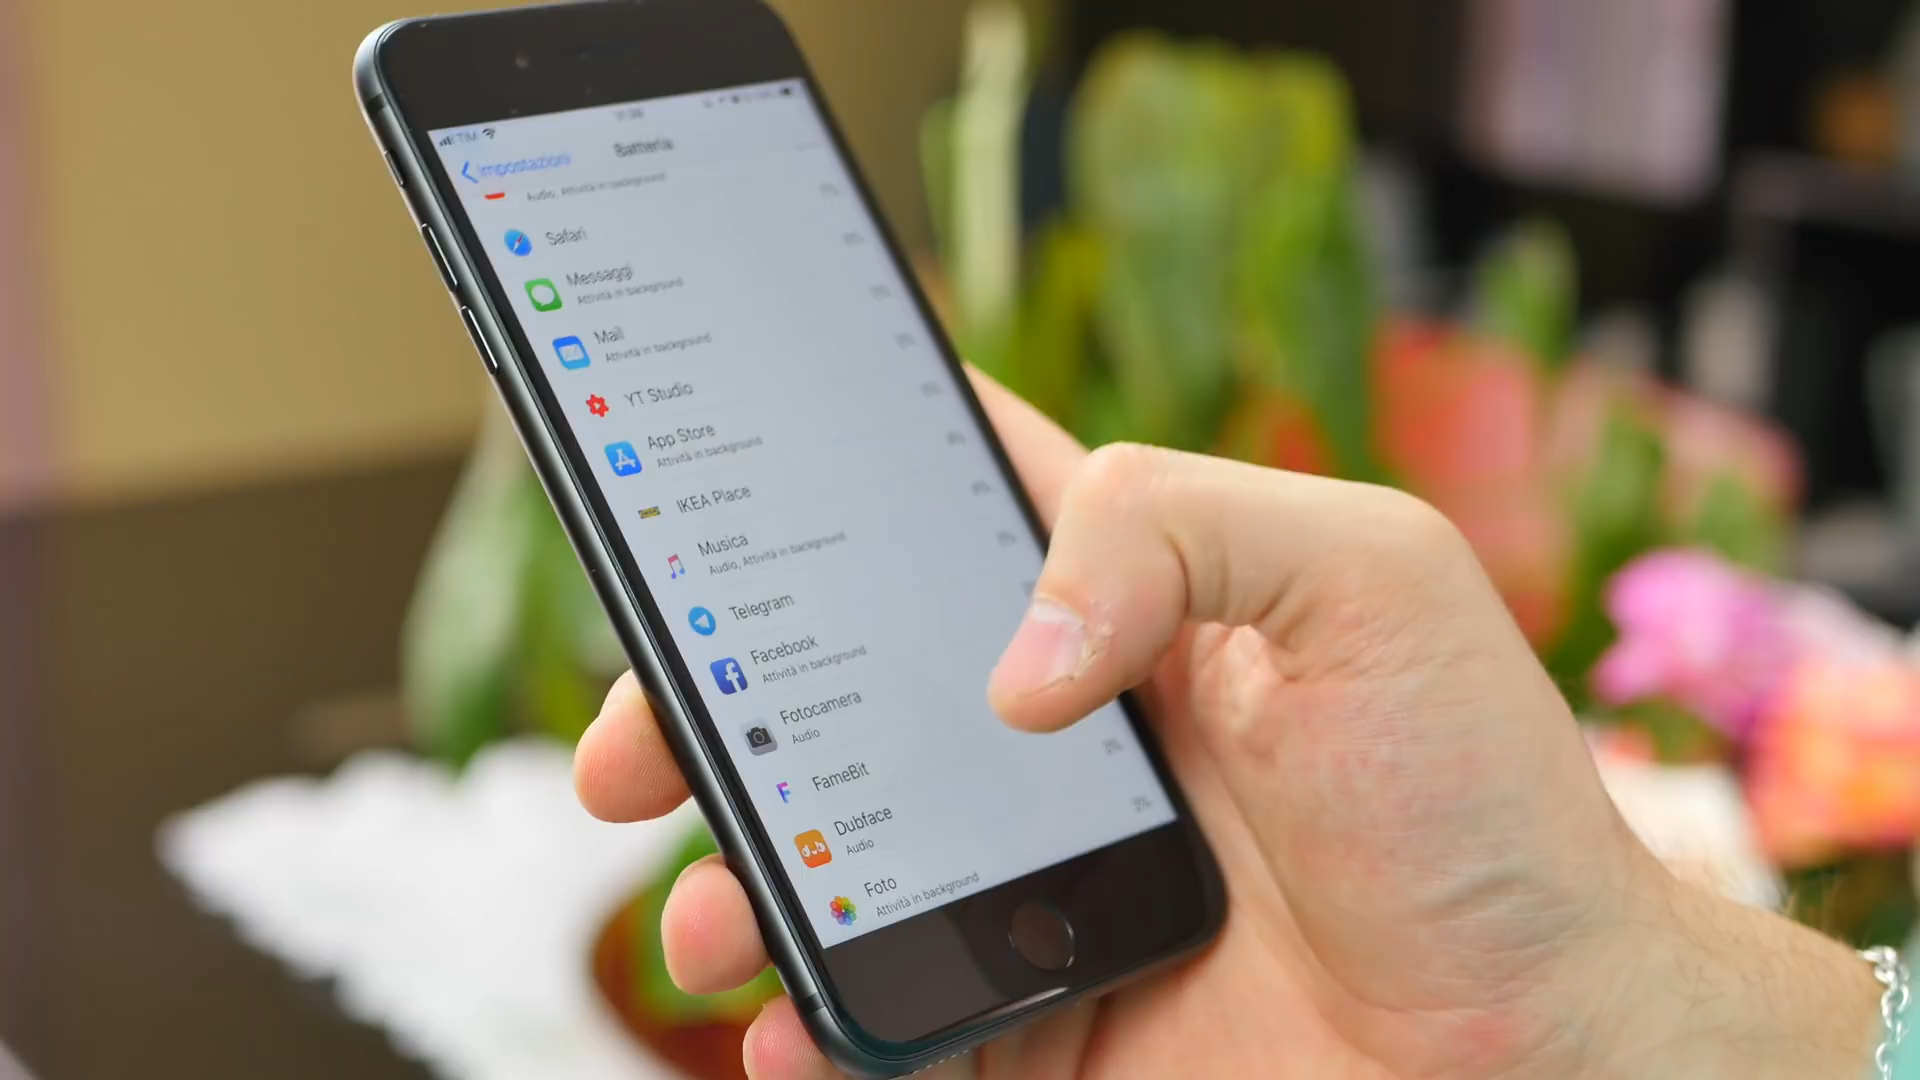 TIM
Impostazioni
Batteria
Audio, Attività in background
Safari
Messaggi
Attività in background
Mail
Attività in background
YT Studio
App Store
Attività in background
IKEA Place
Musica
Audio, Attività in background
Telegram
Facebook
Attività in background
Fotocamera
Audio
FameBit
Dubface
Audio
Foto
Attività in background